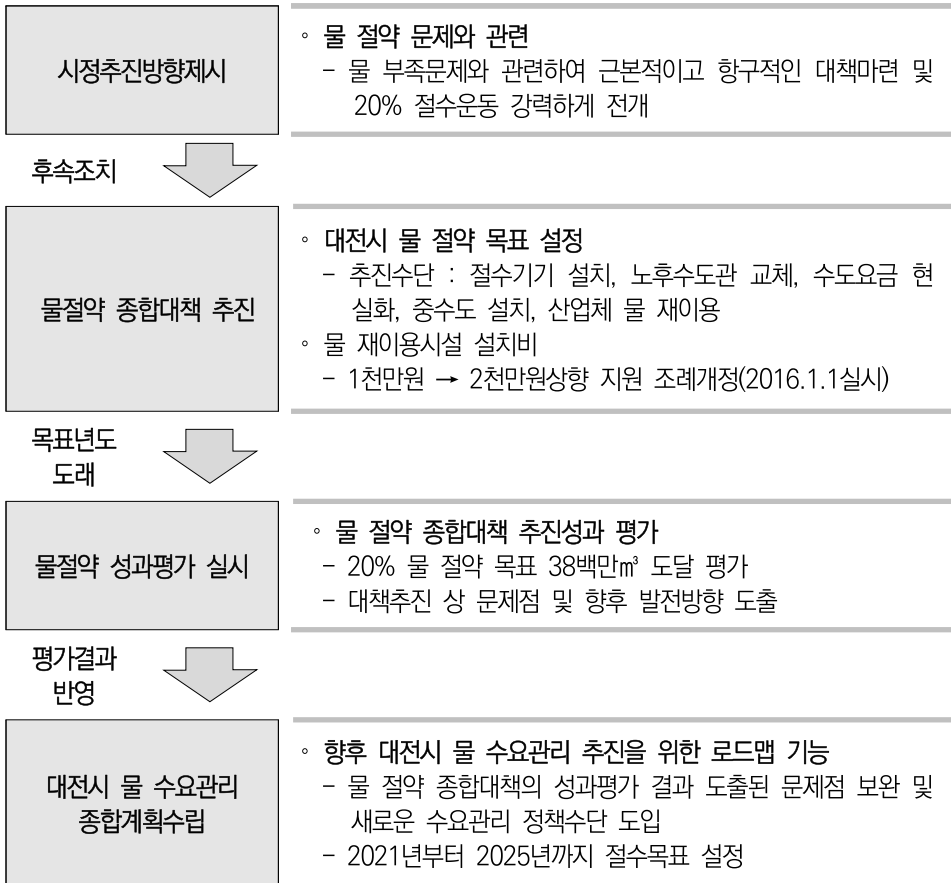 시정추진방향제시
◦ 물 절약 문제와 관련
- 물 부족문제와 관련하여 근본적이고 항구적인 대책마련 및
20% 절수운동 강력하게 전개
후속조치
물절약 종합대책 추진
◦ 대전시 물 절약 목표 설정
- 추진수단 : 절수기기 설치, 노후수도관 교체, 수도요금 현
실화, 중수도 설치, 산업체 물 재이용
◦ 물 재이용시설 설치비
- 1천만원 → 2천만원상향 지원 조례개정(2016.1.1실시)
목표년도
도래
물절약 성과평가 실시
◦ 물 절약 종합대책 추진성과 평가
- 20% 물 절약 목표 38백만㎥ 도달 평가
- 대책추진 상 문제점 및 향후 발전방향 도출
평가결과
반영
대전시 물 수요관리
종합계획수립
◦ 향후 대전시 물 수요관리 추진을 위한 로드맵 기능
- 물 절약 종합대책의 성과평가 결과 도출된 문제점 보완 및
새로운 수요관리 정책수단 도입
- 2021년부터 2025년까지 절수목표 설정